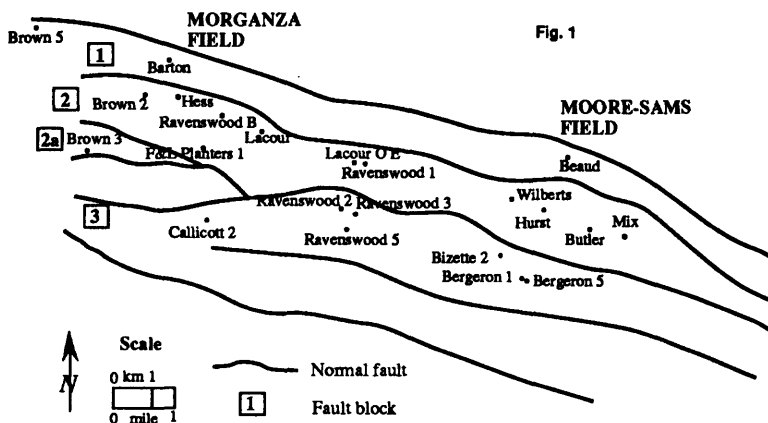 MORGANZA
FIELD
Fig. 1
Brown 5
1
Barton
2
Brown 2
Hess
MOORE-SAMS
FIELD
Ravenswood B
2a
Brown 3
Lacour
F&B Planters 1
Lacour O E
Ravenswood 1
Beaud
Wilberts
3
Ravenswood 2
Ravenswood 3
Hurst
Callicott 2
Ravenswood 5
Butler
Mix
Bizette 2
Bergeron 1
Bergeron 5
N
Scale
0 km 1
0 mile 1
Normal fault
1
Fault block